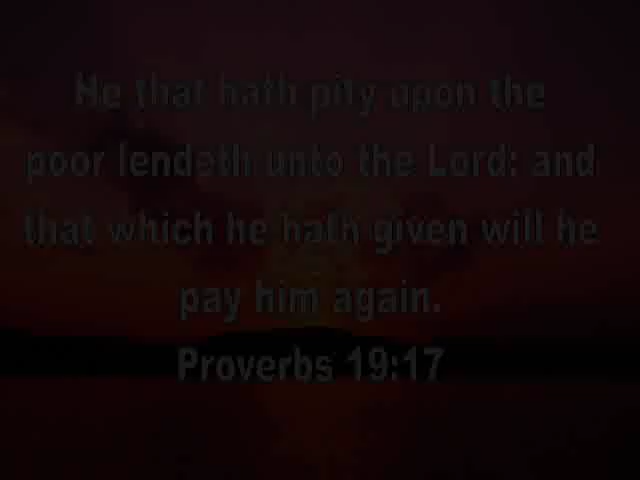 He that hath pity upon the
poor lendeth unto the Lord; and
that which he hath given will he
pay him again.
Proverbs 19:17